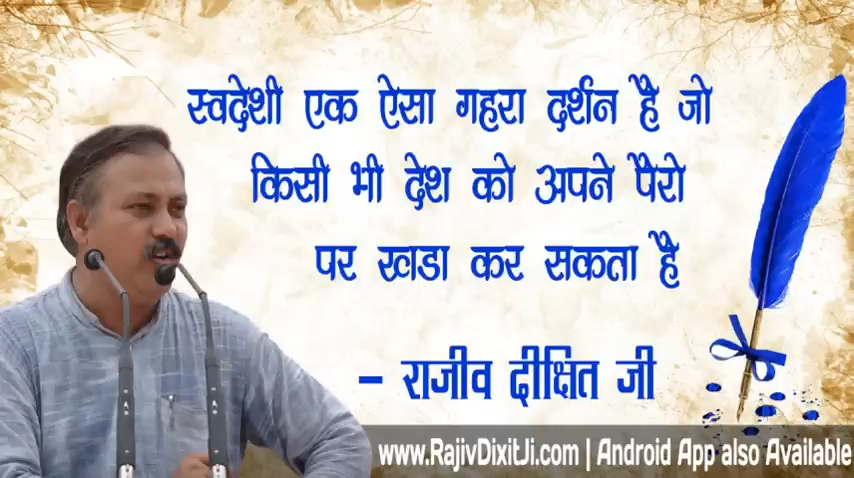 स्वदेशी एक ऐसा गहरा दर्शन है जो
किसी भी देश को अपने पैरो
पर खडा कर सकता है
- राजीव दीक्षित जी
www.RajivDixitJi.com | Android App also Available